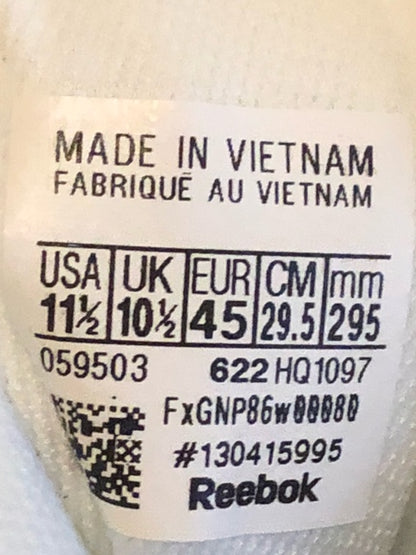 MADE IN VIETNAM
FABRIQUÉ AU VIETNAM
USA UK EUR CM mm
11½ 10½ 45 29.5 295
059503 622 HQ1097
FxGNP86w00080
#130415995
Reebok